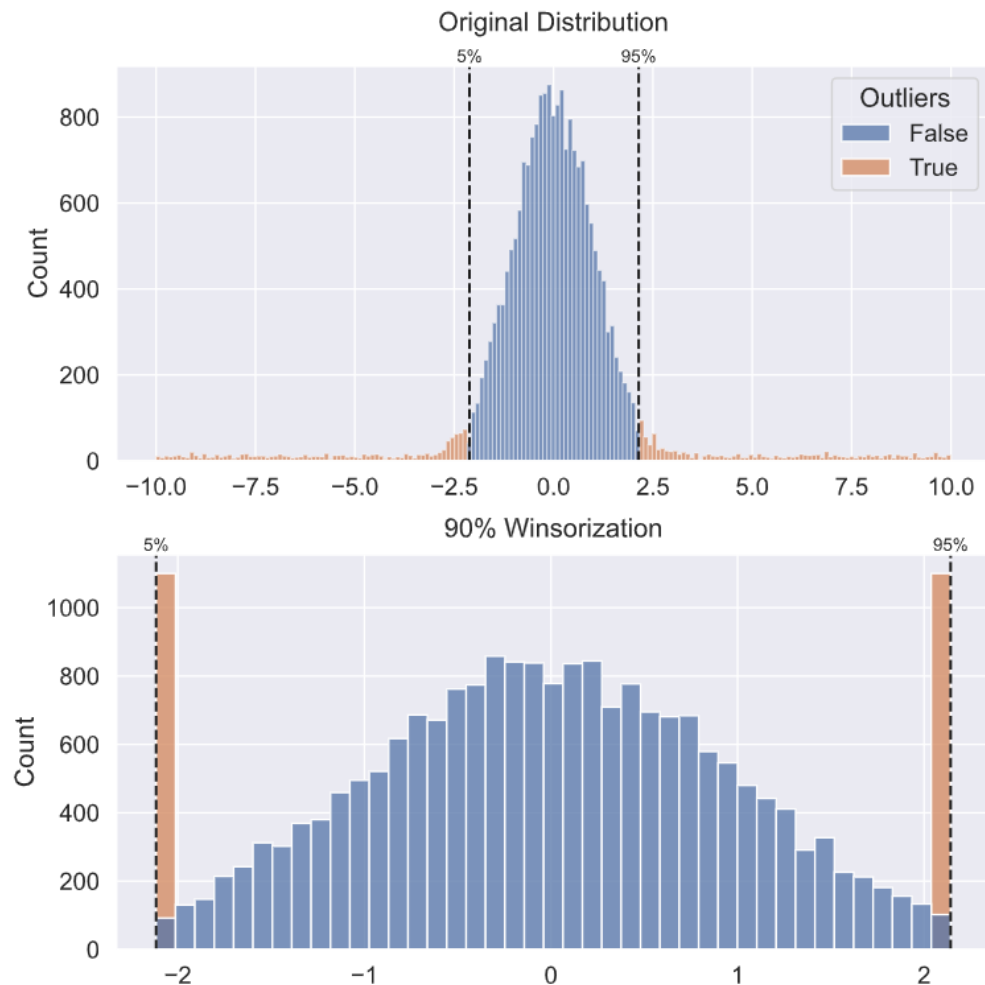 Original Distribution
5% 95%
Outliers
False
True
Count
800
600
400
200
0
−10.0 −7.5 −5.0 −2.5 0.0 2.5 5.0 7.5 10.0
90% Winsorization
5% 95%
Count
1000
800
600
400
200
0
−2 −1 0 1 2